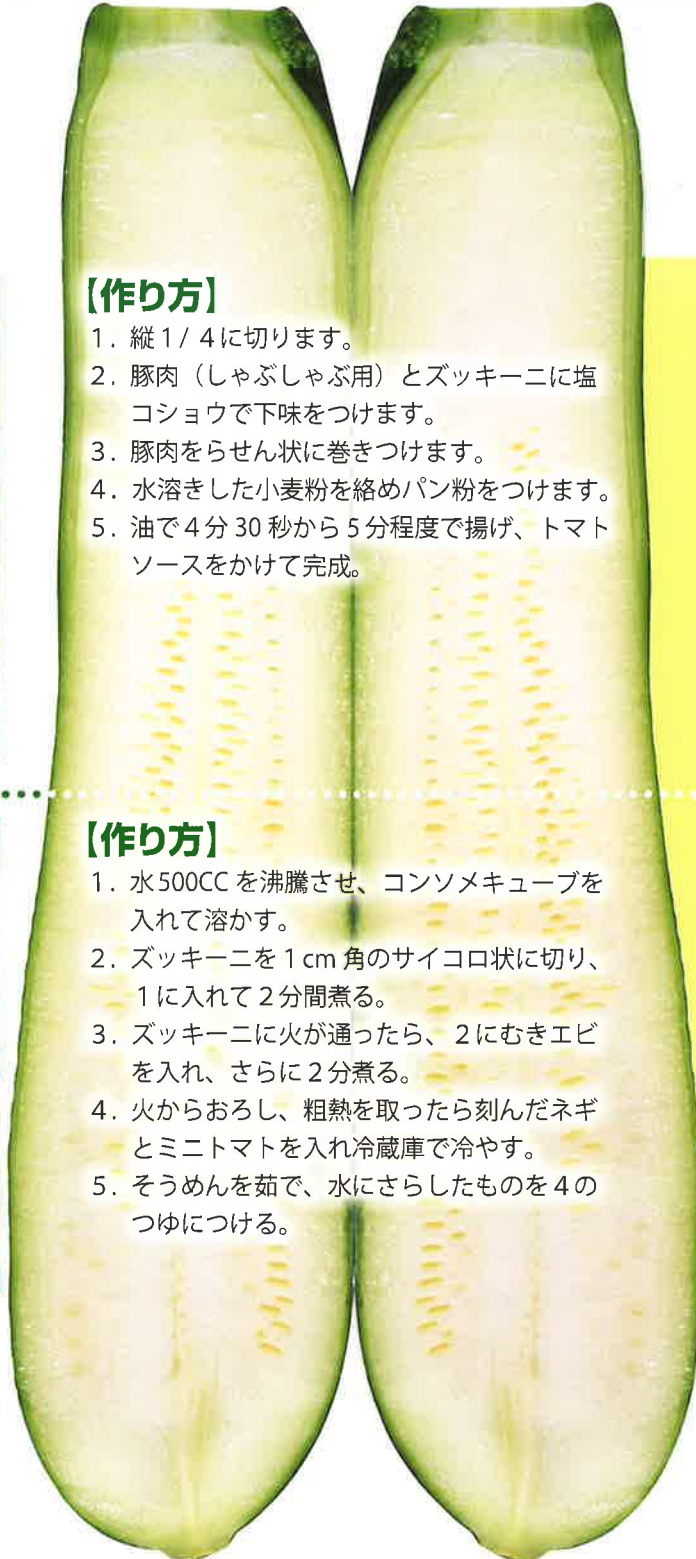 【作り方】
1. 縦1/ 4に切ります。
2. 豚肉（しゃぶしゃぶ用）とズッキーニに塩
コショウで下味をつけます。
3. 豚肉をらせん状に巻きつけます。
4. 水溶きした小麦粉を絡めパン粉をつけます。
5. 油で4分30秒から5分程度で揚げ、トマト
ソースをかけて完成。
【作り方】
1. 水500CCを沸騰させ、コンソメキューブを
入れて溶かす。
2. ズッキーニを1cm角のサイコロ状に切り、
1に入れて2分間煮る。
3. ズッキーニに火が通ったら、2にむきエビ
を入れ、さらに2分煮る。
4. 火からおろし、粗熱を取ったら刻んだネギ
とミニトマトを入れ冷蔵庫で冷やす。
5. そうめんを茹で、水にさらしたものを4の
つゆにつける。